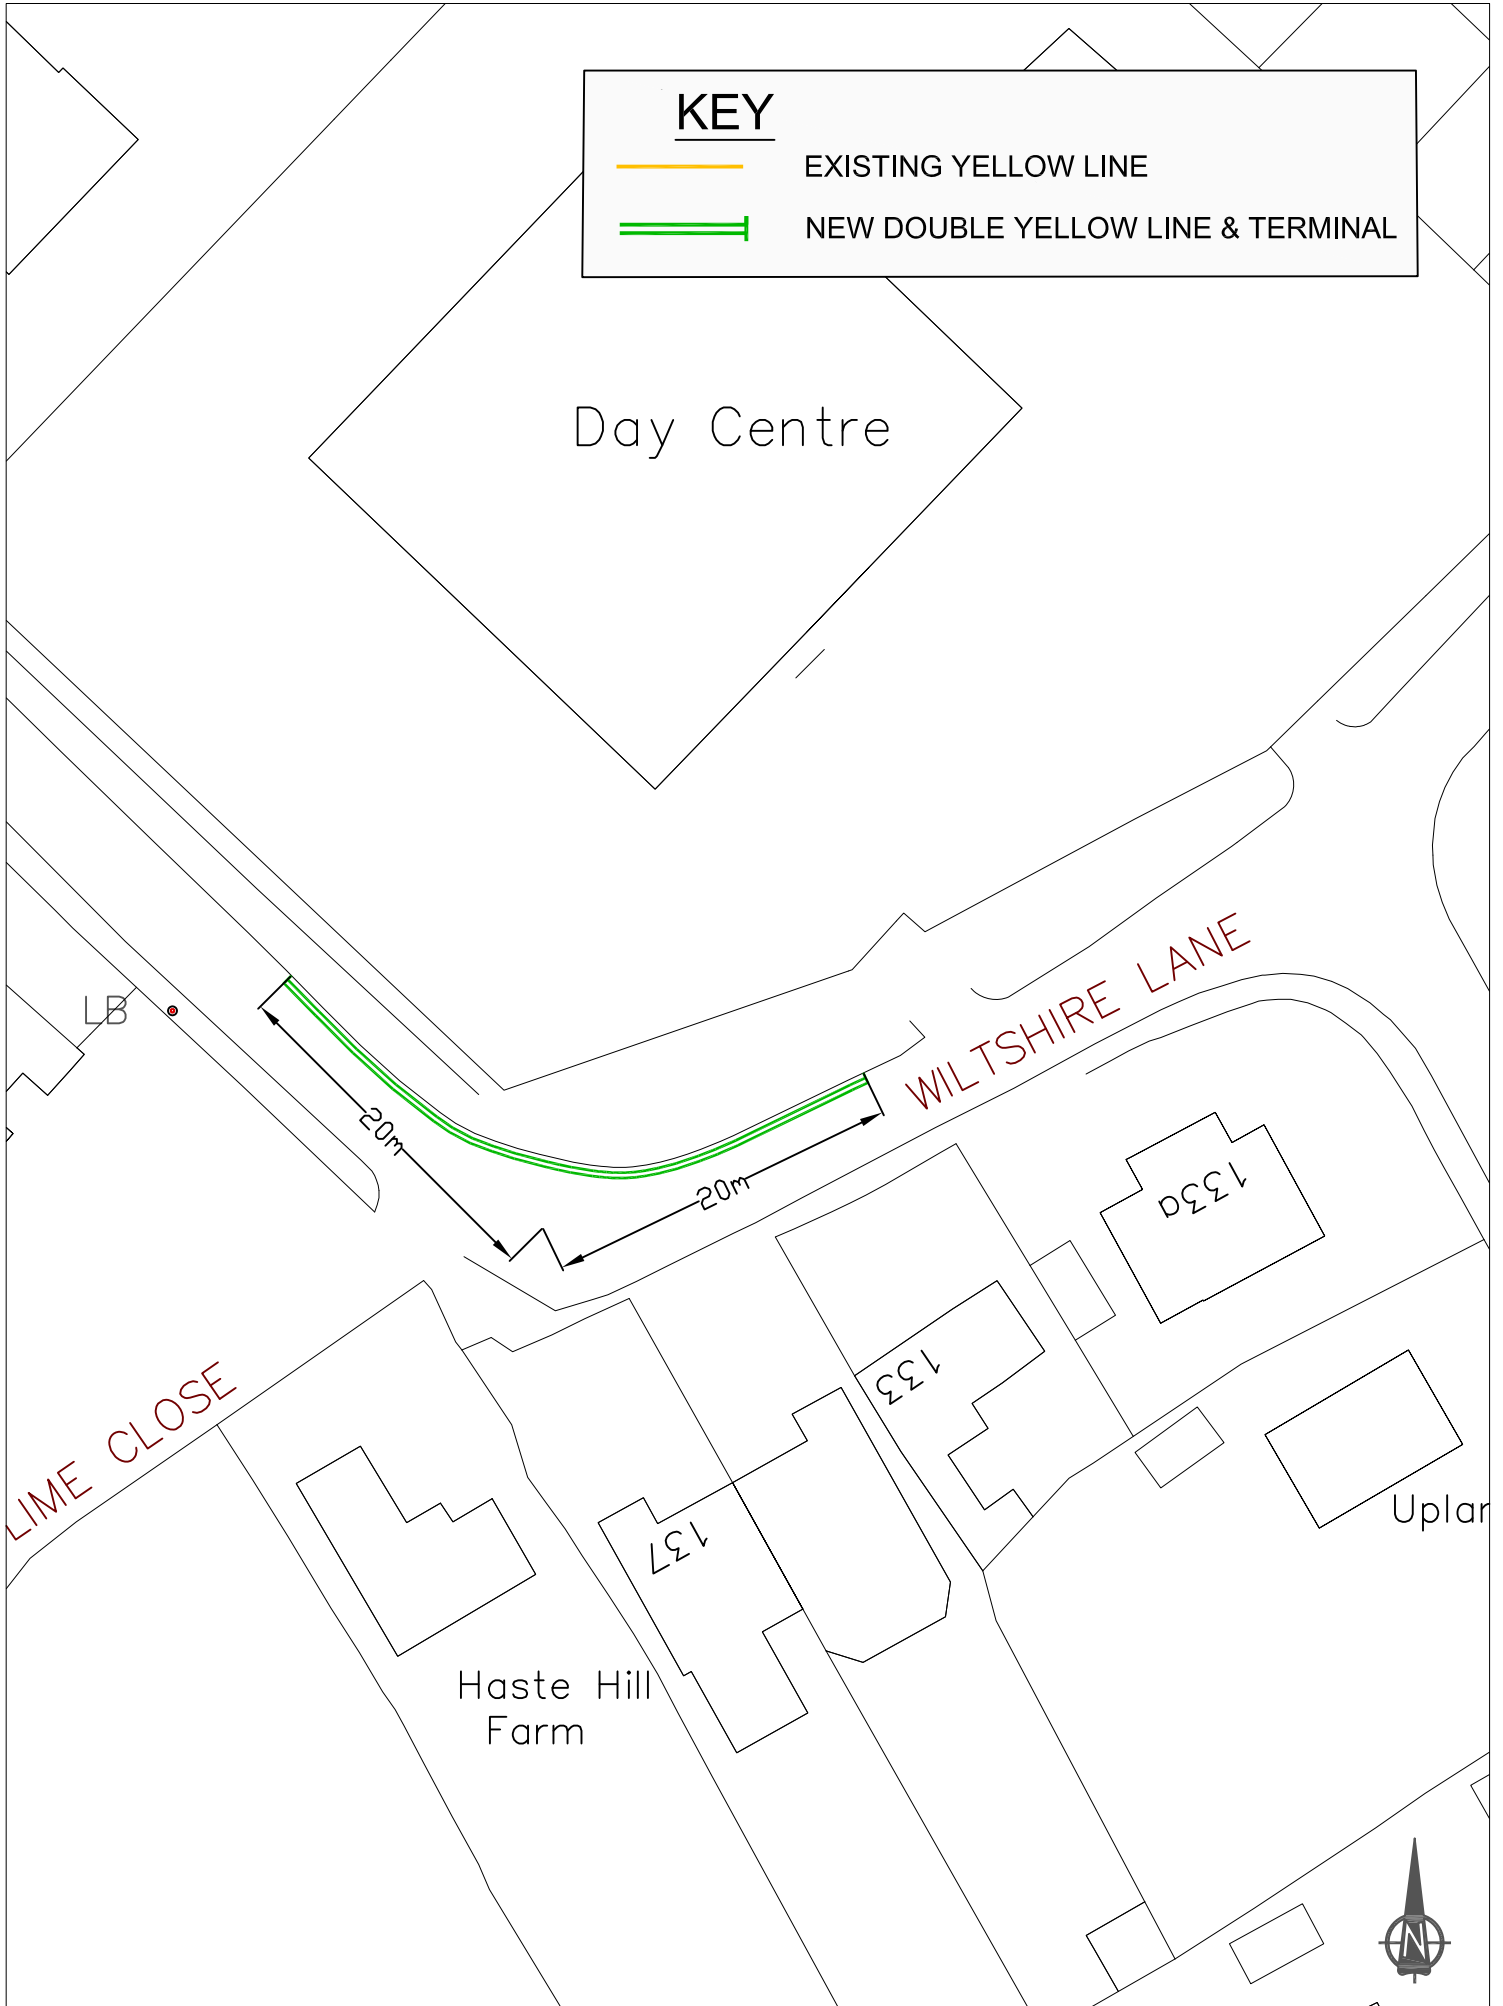 KEY
EXISTING YELLOW LINE
NEW DOUBLE YELLOW LINE & TERMINAL
Day Centre
LB
WILTSHIRE LANE
20m
20m
133a
133
LIME CLOSE
137
Uplan
Haste Hill
Farm
N